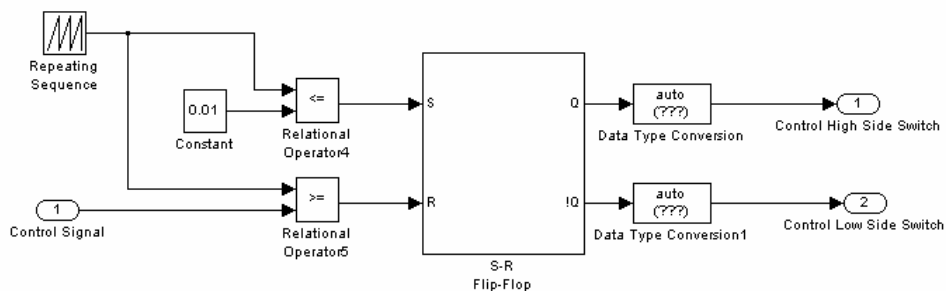 Repeating
Sequence
0.01
Constant
<=
Relational
Operator4
1
Control Signal
>=
Relational
Operator5
S
R
Q
!Q
S-R
Flip-Flop
auto
(???)
Data Type Conversion
1
Control High Side Switch
auto
(???)
Data Type Conversion1
2
Control Low Side Switch